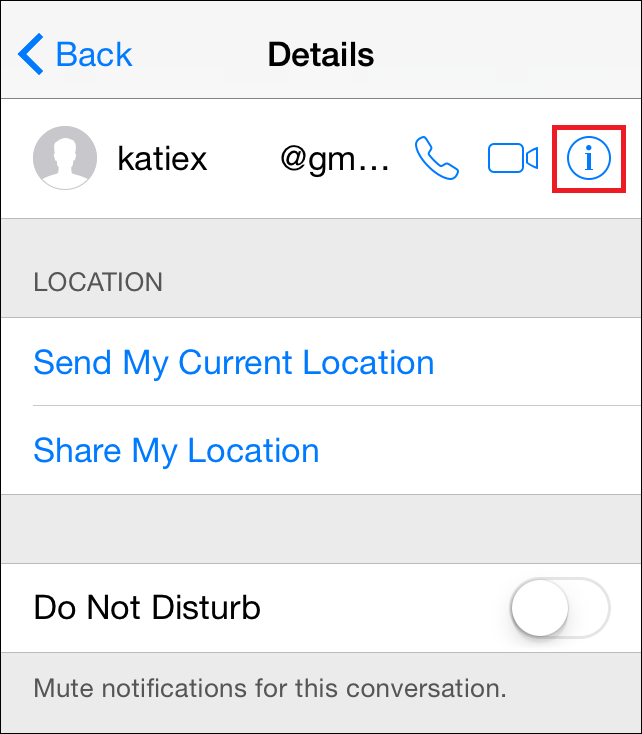 Back
Details
katiex @gm...
LOCATION
Send My Current Location
Share My Location
Do Not Disturb
Mute notifications for this conversation.